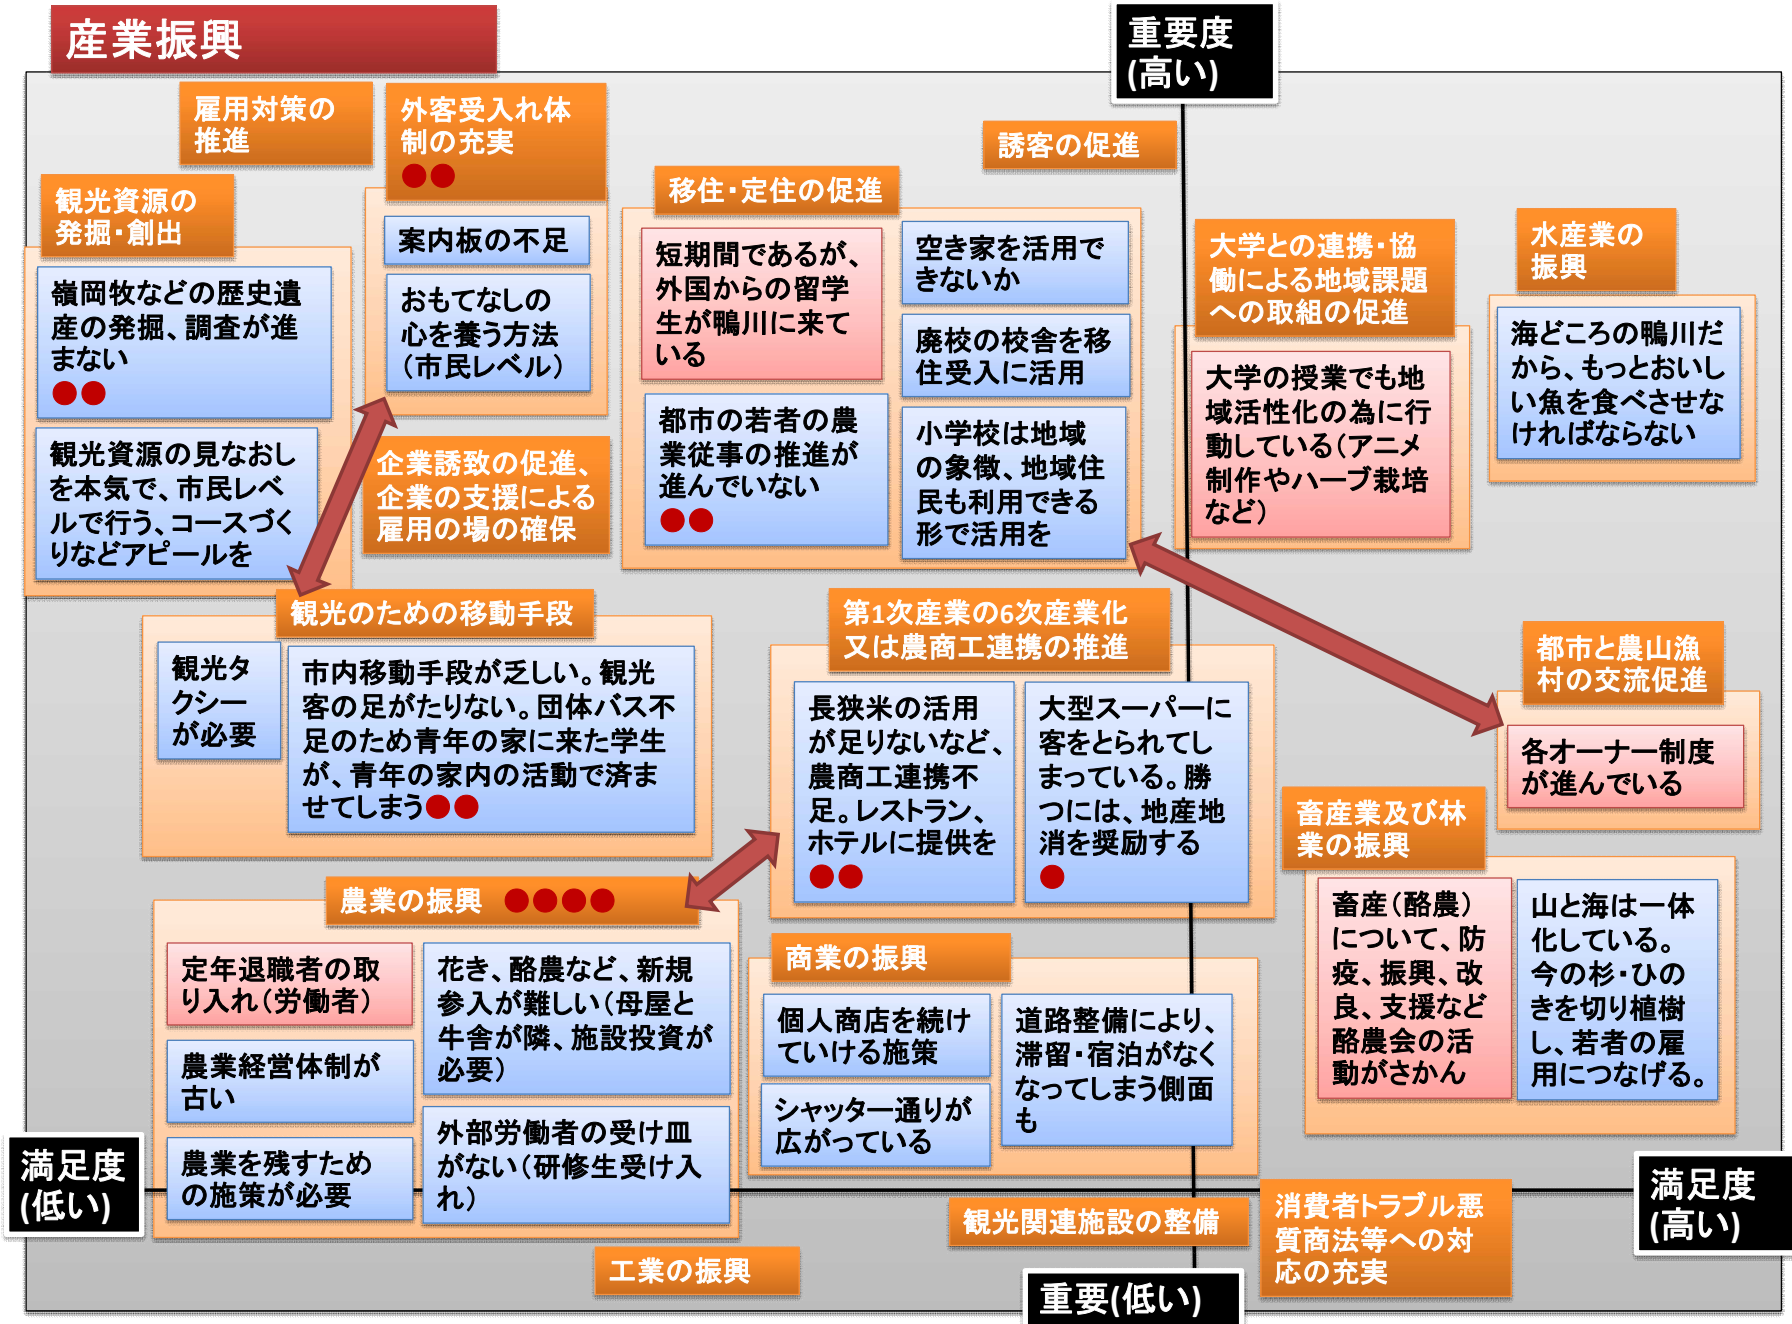 産業振興
重要度
(高い)
雇用対策の
推進
外客受入れ体
制の充実
●●
誘客の促進
観光資源の
発掘・創出
嶺岡牧などの歴史遺
産の発掘、調査が進
まない
●●
観光資源の見なおし
を本気で、市民レベ
ルで行う、コースづく
りなどアピールを
案内板の不足
おもてなしの
心を養う方法
（市民レベル）
企業誘致の促進、
企業の支援による
雇用の場の確保
移住・定住の促進
短期間であるが、
外国からの留学
生が鴨川に来て
いる
都市の若者の農
業従事の推進が
進んでいない
●●
空き家を活用で
きないか
廃校の校舎を移
住受入に活用
小学校は地域
の象徴、地域住
民も利用できる
形で活用を
大学との連携・協
働による地域課題
への取組の促進
大学の授業でも地
域活性化の為に行
動している（アニメ
制作やハーブ栽培
など）
水産業の
振興
海どころの鴨川だ
から、もっとおいし
い魚を食べさせな
ければならない
観光のための移動手段
観光タ
クシー
が必要
市内移動手段が乏しい。観光
客の足がたりない。団体バス不
足のため青年の家に来た学生
が、青年の家内の活動で済ま
せてしまう●●
第1次産業の6次産業化
又は農商工連携の推進
長狭米の活用
が足りないなど、
農商工連携不
足。レストラン、
ホテルに提供を
●●
大型スーパーに
客をとられてし
まっている。勝
つには、地産地
消を奨励する
●
都市と農山漁
村の交流促進
各オーナー制度
が進んでいる
畜産業及び林
業の振興
畜産（酪農）
について、防
疫、振興、改
良、支援など
酪農会の活
動がさかん
山と海は一体
化している。
今の杉・ひの
きを切り植樹
し、若者の雇
用につなげる。
農業の振興 ●●●●
定年退職者の取
り入れ（労働者）
農業経営体制が
古い
農業を残すため
の施策が必要
花き、酪農など、新規
参入が難しい（母屋と
牛舎が隣、施設投資が
必要）
外部労働者の受け皿
がない（研修生受け入
れ）
商業の振興
個人商店を続け
ていける施策
シャッター通りが
広がっている
道路整備により、
滞留・宿泊がなく
なってしまう側面
も
満足度
(低い)
満足度
(高い)
観光関連施設の整備
消費者トラブル悪
質商法等への対
応の充実
工業の振興
重要(低い)